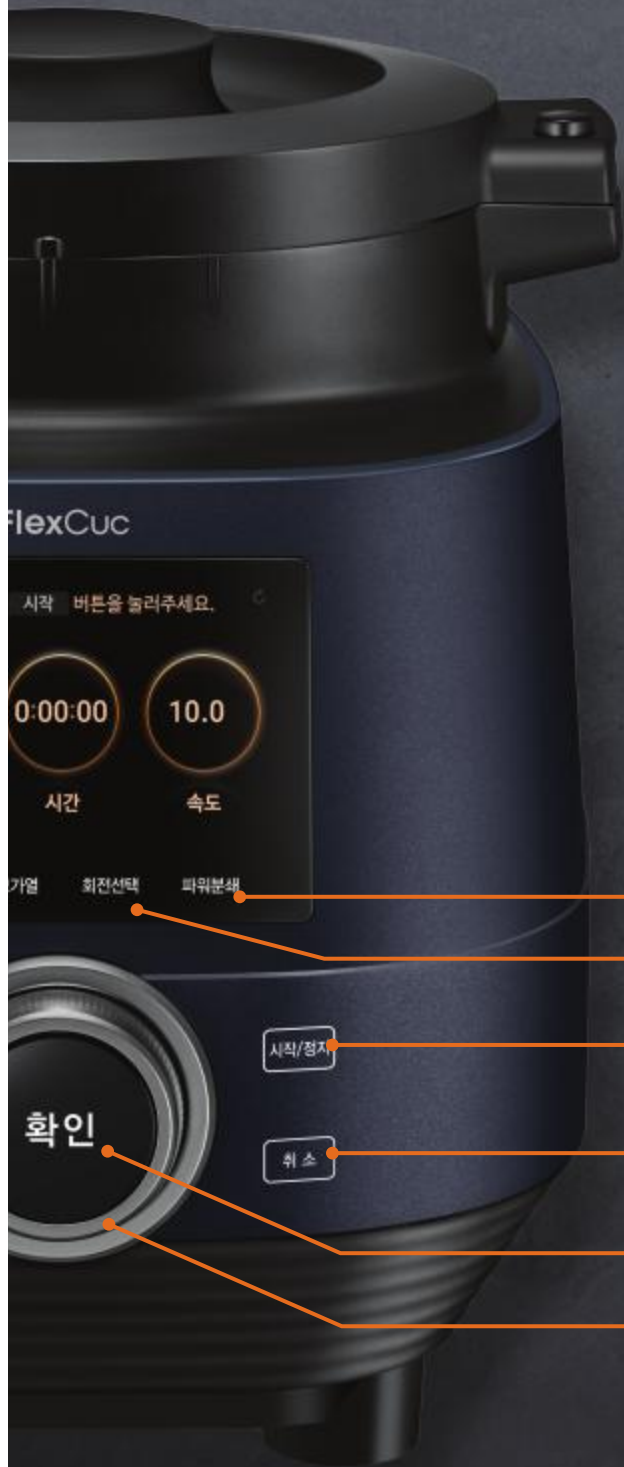 FlexCuc
시작 버튼을 눌러주세요.
0:00:00 10.0
시간 속도
가열 회전선택 파워분쇄
시작/정지
확인
취소